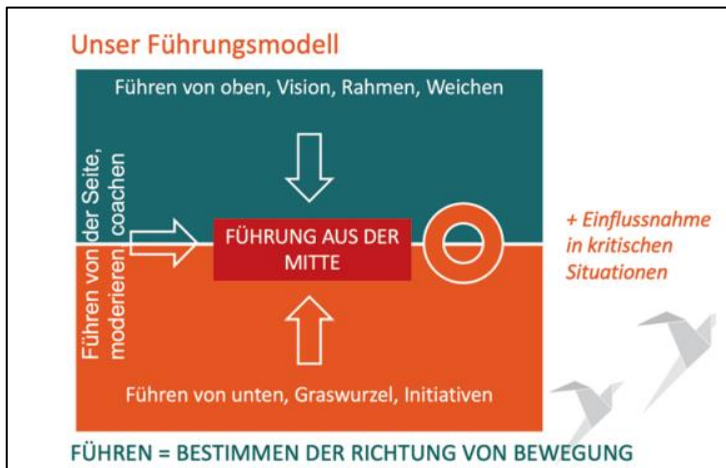 Unser Führungsmodell
Führen von oben, Vision, Rahmen, Weichen
Führen von der Seite,
moderieren, coachen
FÜHRUNG AUS DER
MITTE
+ Einflussnahme
in kritischen
Situationen
Führen von unten, Graswurzel, Initiativen
FÜHREN = BESTIMMEN DER RICHTUNG VON BEWEGUNG